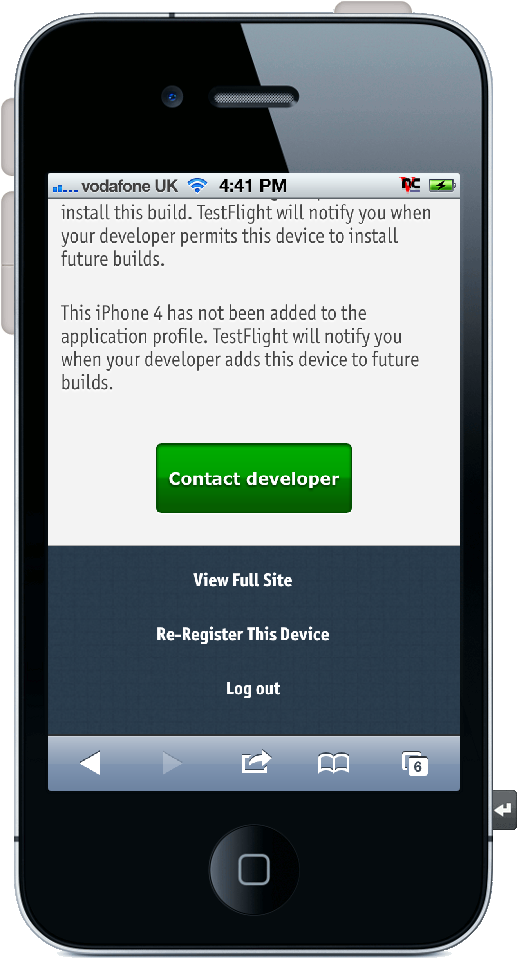 vodafone UK 4:41 PM
install this build. TestFlight will notify you when
your developer permits this device to install
future builds.
This iPhone 4 has not been added to the
application profile. TestFlight will notify you
when your developer adds this device to future
builds.
Contact developer
View Full Site
Re-Register This Device
Log out
6